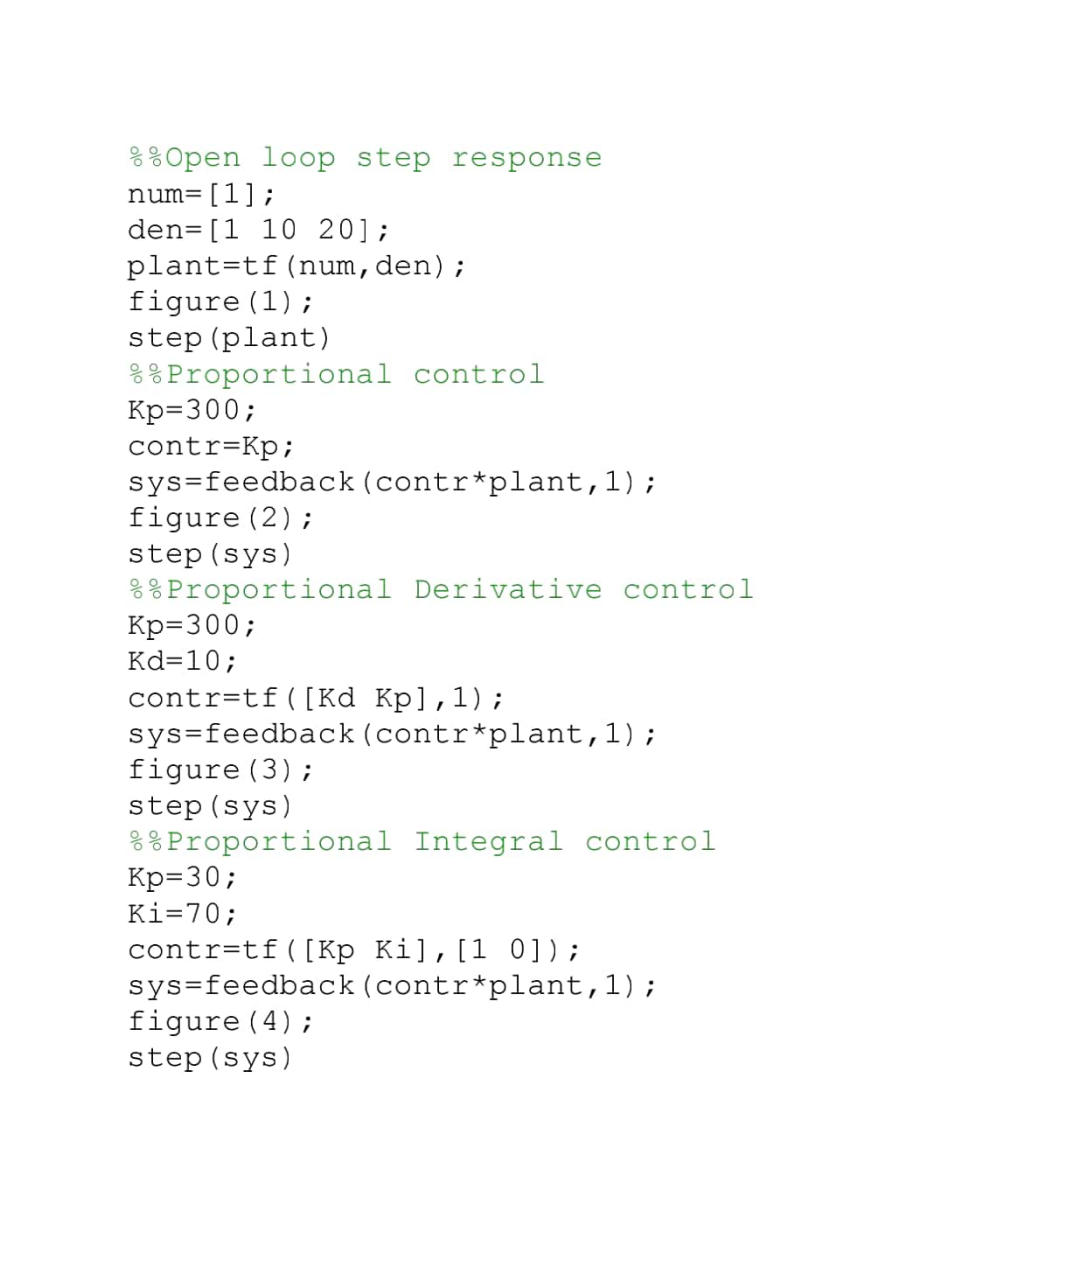 %%Open loop step response
num=[1];
den=[1 10 20];
plant=tf(num,den);
figure(1);
step(plant)
%%Proportional control
Kp=300;
contr=Kp;
sys=feedback(contr*plant,1);
figure(2);
step(sys)
%%Proportional Derivative control
Kp=300;
Kd=10;
contr=tf([Kd Kp],1);
sys=feedback(contr*plant,1);
figure(3);
step(sys)
%%Proportional Integral control
Kp=30;
Ki=70;
contr=tf([Kp Ki],[1 0]);
sys=feedback(contr*plant,1);
figure(4);
step(sys)